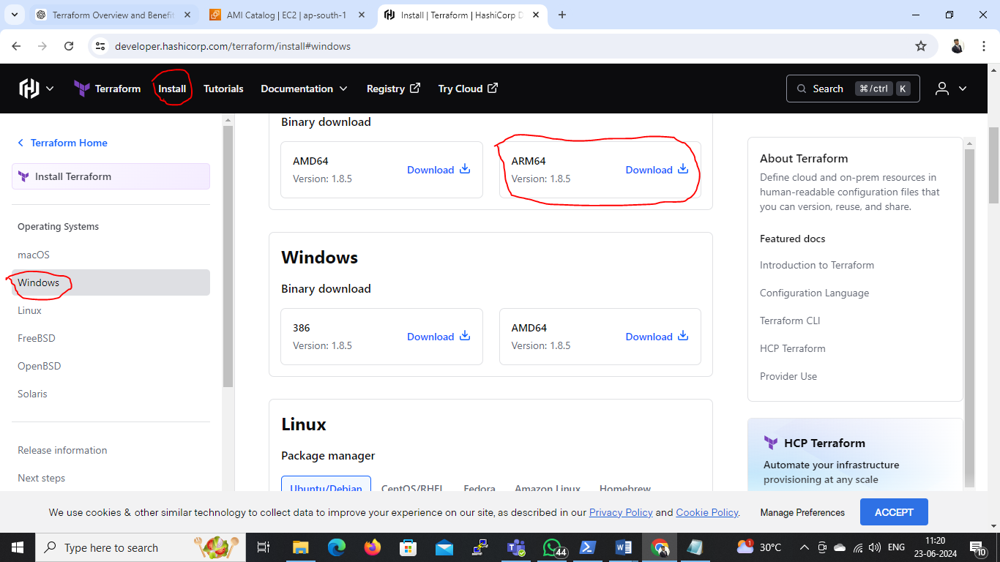 Terraform Overview and Benefit
AMI Catalog | EC2 | ap-south-1
Install | Terraform | HashiCorp D
developer.hashicorp.com/terraform/install#windows
Terraform
Install
Tutorials
Documentation
Registry
Try Cloud
Search
⌘/ctrl
K
Terraform Home
Install Terraform
Operating Systems
macOS
Windows
Linux
FreeBSD
OpenBSD
Solaris
Release information
Next steps
Binary download
AMD64
Version: 1.8.5
Download
ARM64
Version: 1.8.5
Download
Windows
Binary download
386
Version: 1.8.5
Download
AMD64
Version: 1.8.5
Download
Linux
Package manager
Ubuntu/Debian
CentOS/RHEL
Fedora
Amazon Linux
Homebrew
About Terraform
Define cloud and on-prem resources in
human-readable configuration files that
you can version, reuse, and share.
Featured docs
Introduction to Terraform
Configuration Language
Terraform CLI
HCP Terraform
Provider Use
HCP Terraform
Automate your infrastructure
provisioning at any scale
We use cookies & other similar technology to collect data to improve your experience on our site, as described in our Privacy Policy and Cookie Policy.
Manage Preferences
ACCEPT
Type here to search
44
1
30°C
ENG
11:20
23-06-2024
10